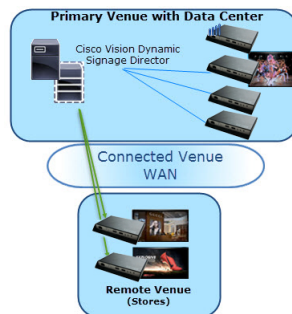 Primary Venue with Data Center
Cisco Vision Dynamic
Signage Director
Connected Venue
WAN
Remote Venue
(Stores)